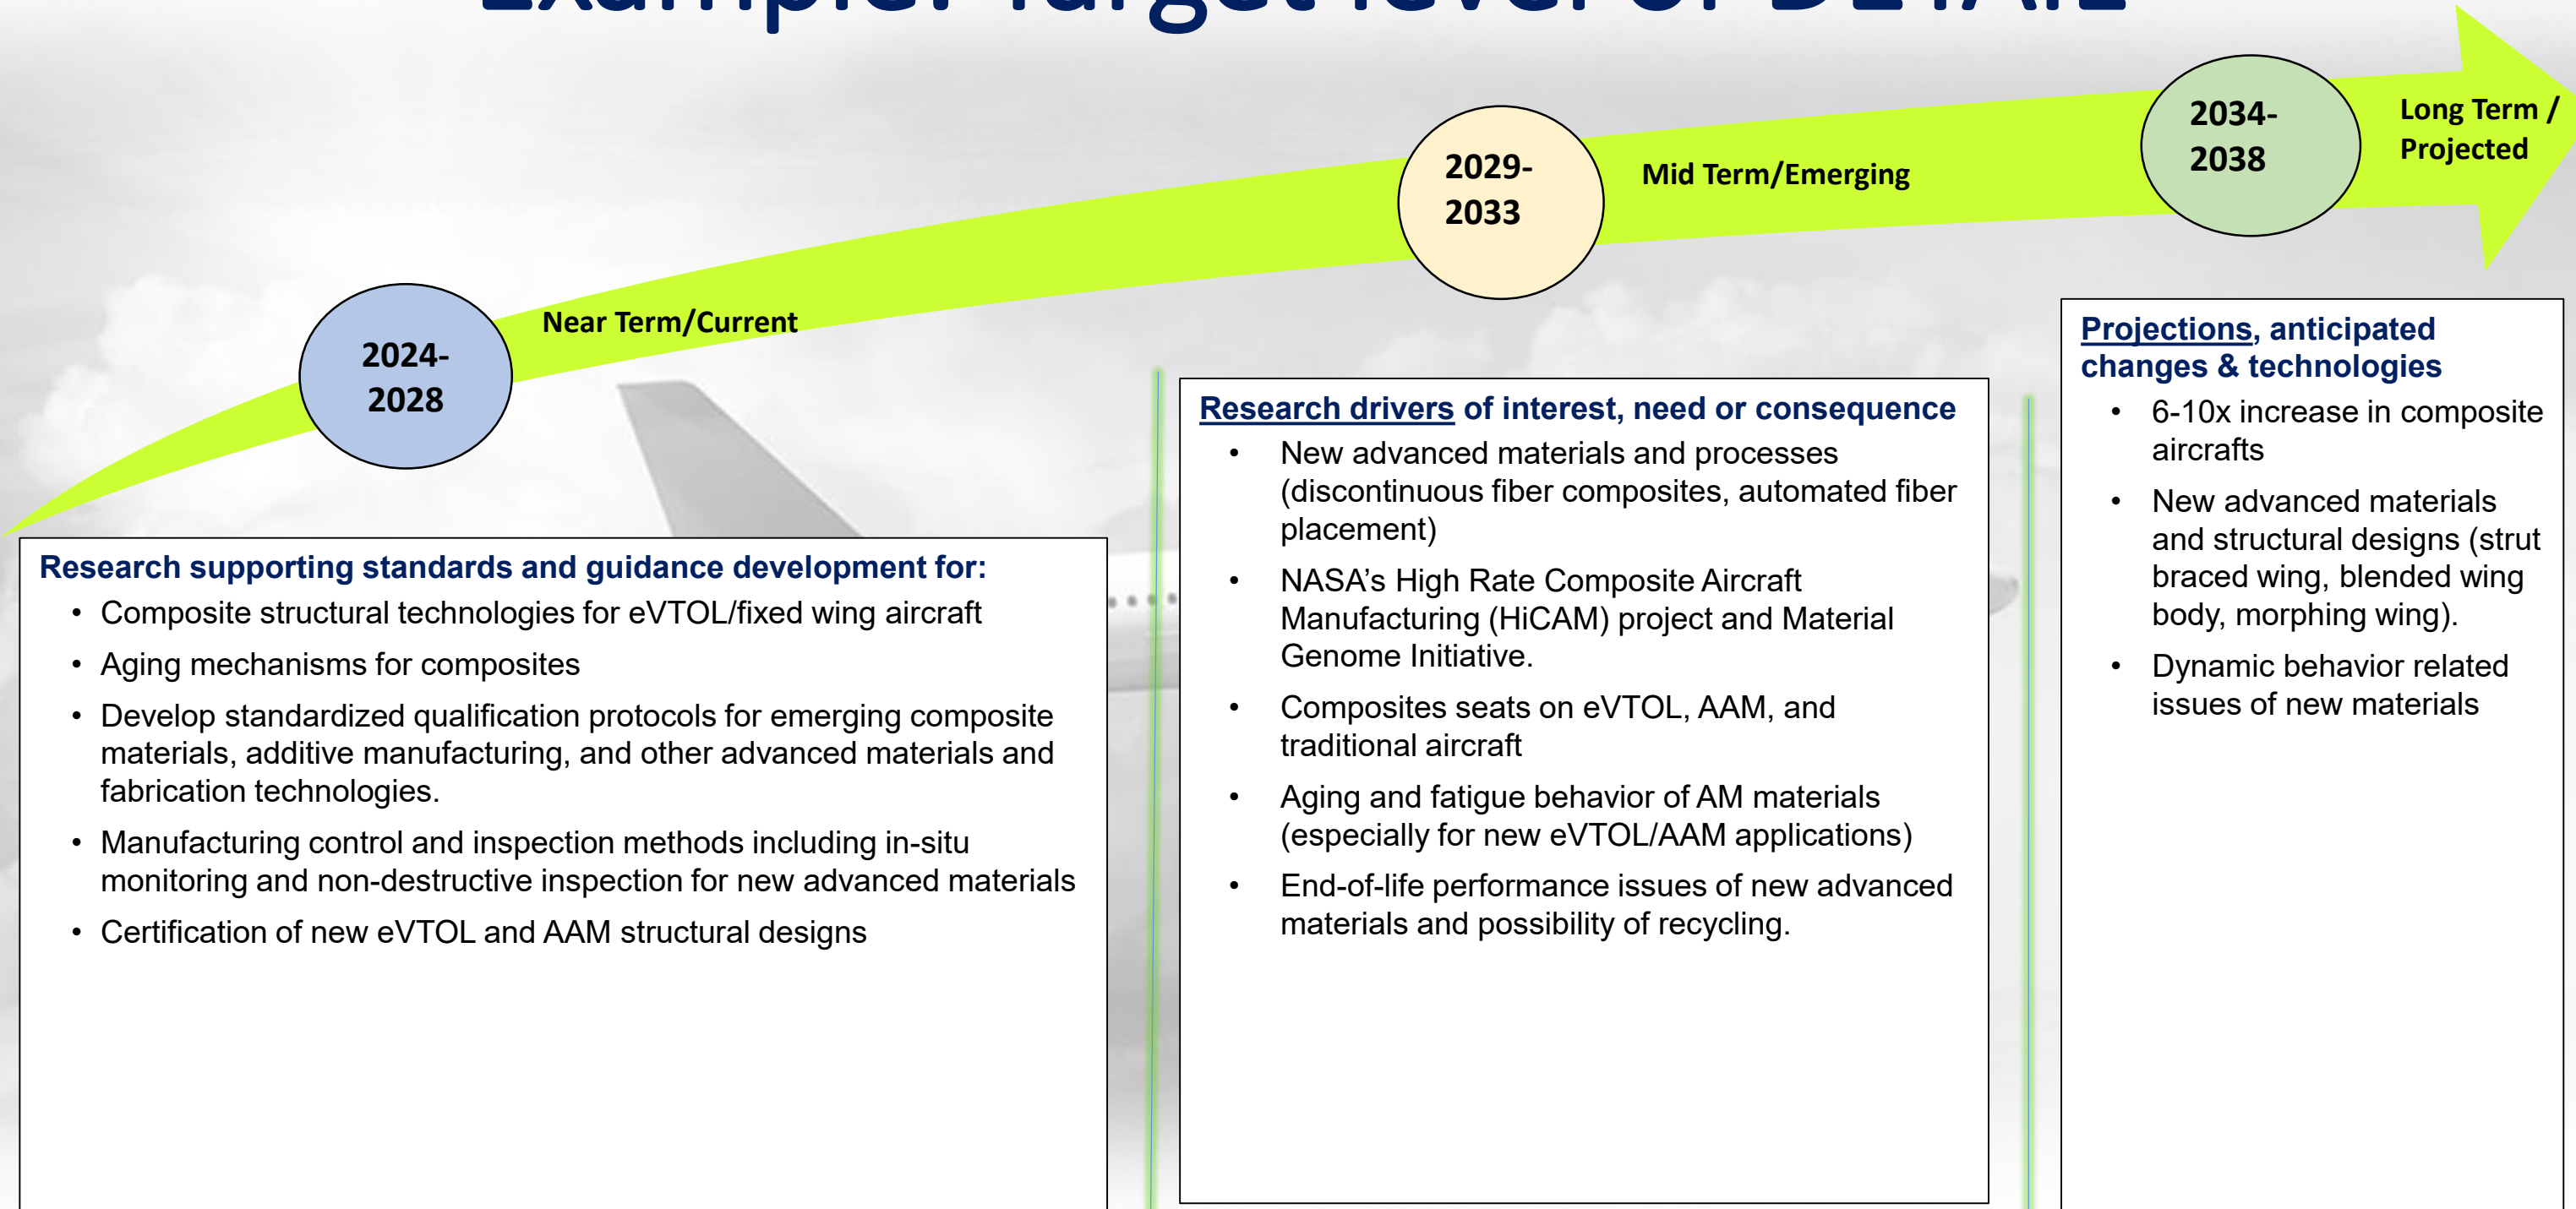 Example: Target level of DETAIL
2034-
2038
Long Term /
Projected
2029-
2033
Mid Term/Emerging
2024-
2028
Near Term/Current
Research supporting standards and guidance development for:
• Composite structural technologies for eVTOL/fixed wing aircraft
• Aging mechanisms for composites
• Develop standardized qualification protocols for emerging composite
materials, additive manufacturing, and other advanced materials and
fabrication technologies.
• Manufacturing control and inspection methods including in-situ
monitoring and non-destructive inspection for new advanced materials
• Certification of new eVTOL and AAM structural designs
Research drivers of interest, need or consequence
• New advanced materials and processes
(discontinuous fiber composites, automated fiber
placement)
• NASA’s High Rate Composite Aircraft
Manufacturing (HiCAM) project and Material
Genome Initiative.
• Composites seats on eVTOL, AAM, and
traditional aircraft
• Aging and fatigue behavior of AM materials
(especially for new eVTOL/AAM applications)
• End-of-life performance issues of new advanced
materials and possibility of recycling.
Projections, anticipated
changes & technologies
• 6-10x increase in composite
aircrafts
• New advanced materials
and structural designs (strut
braced wing, blended wing
body, morphing wing).
• Dynamic behavior related
issues of new materials